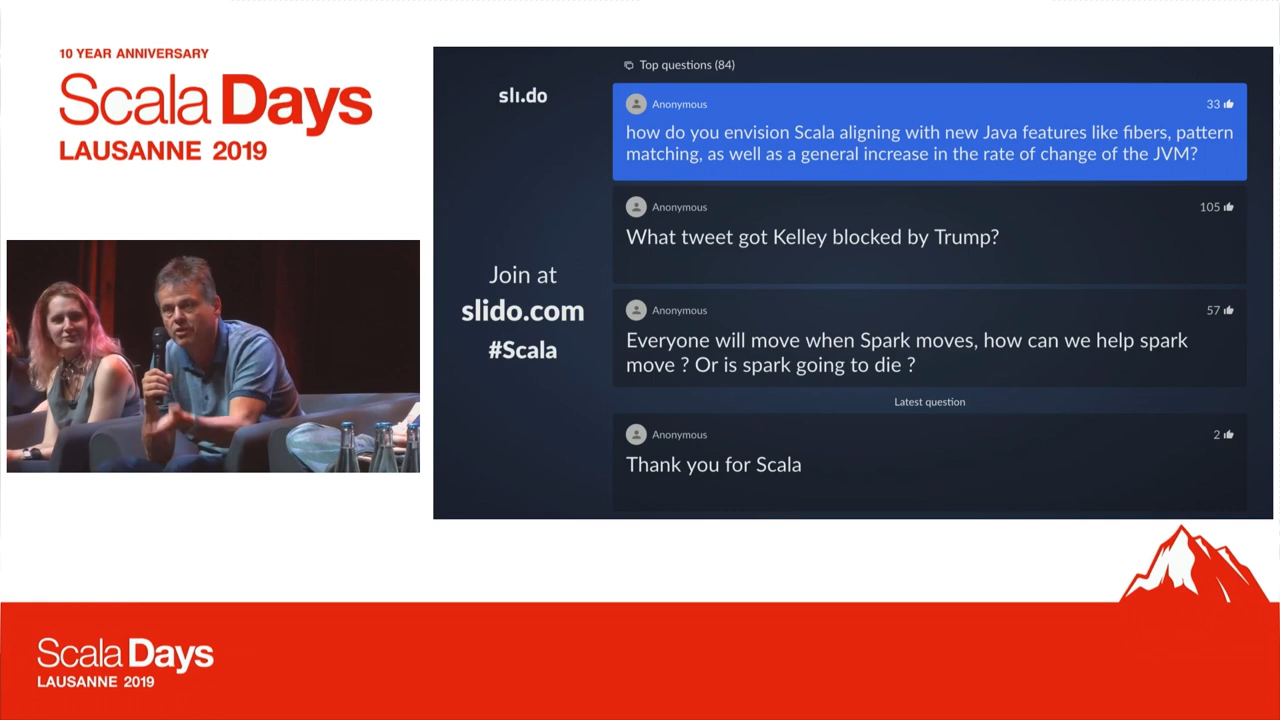 10 YEAR ANNIVERSARY
Scala Days
LAUSANNE 2019
sli.do
Join at
slido.com
#Scala
Top questions (84)
Anonymous
33
how do you envision Scala aligning with new Java features like fibers, pattern
matching, as well as a general increase in the rate of change of the JVM?
Anonymous
105
What tweet got Kelley blocked by Trump?
Anonymous
57
Everyone will move when Spark moves, how can we help spark
move ? Or is spark going to die ?
Latest question
Anonymous
2
Thank you for Scala
Scala Days
LAUSANNE 2019